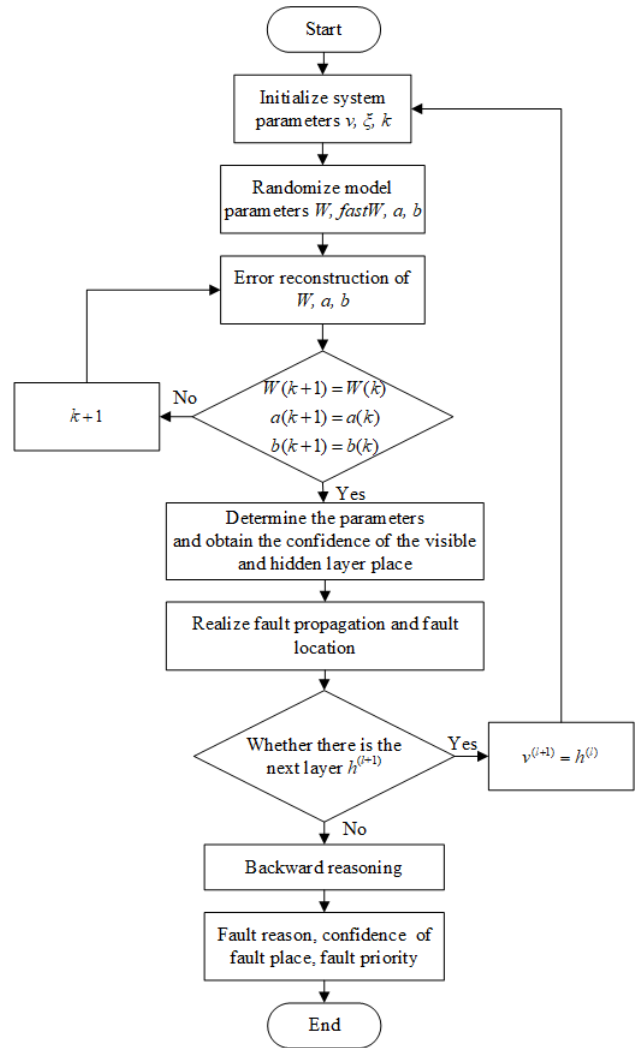 Start
Initialize system
parameters v, ξ, k
Randomize model
parameters W, fastW, a, b
Error reconstruction of
W, a, b
W(k+1) = W(k)
a(k+1) = a(k)
b(k+1) = b(k)
No
k+1
Yes
Determine the parameters
and obtain the confidence of the visible
and hidden layer place
Realize fault propagation and fault
location
Whether there is the
next layer h^(i+1)
Yes
v^(i+1) = h^(i)
No
Backward reasoning
Fault reason, confidence of
fault place, fault priority
End